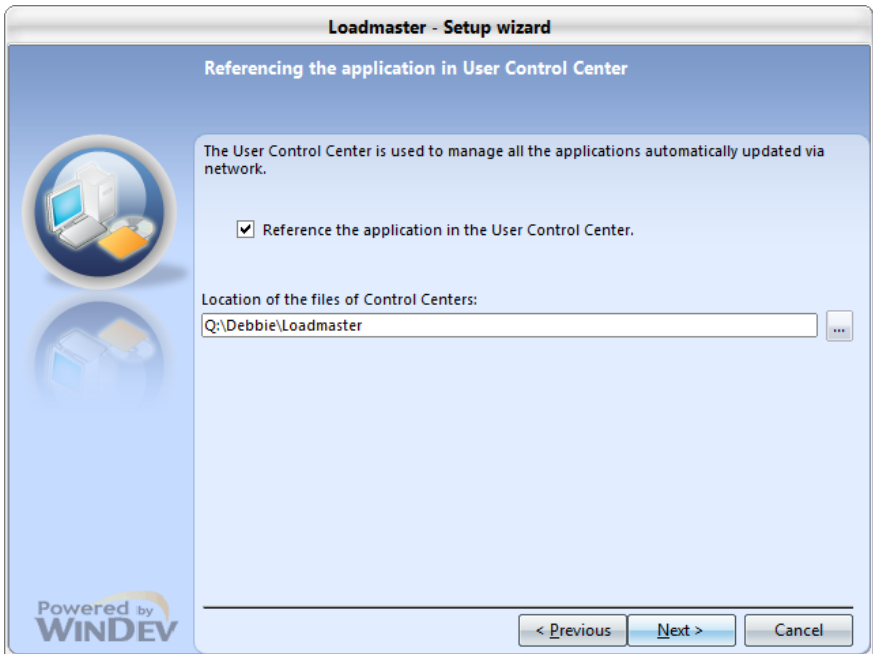 Loadmaster - Setup wizard
Referencing the application in User Control Center
The User Control Center is used to manage all the applications automatically updated via
network.
Reference the application in the User Control Center.
Location of the files of Control Centers:
Q:\Debbie\Loadmaster
...
Powered by
WINDEV
< Previous
Next >
Cancel